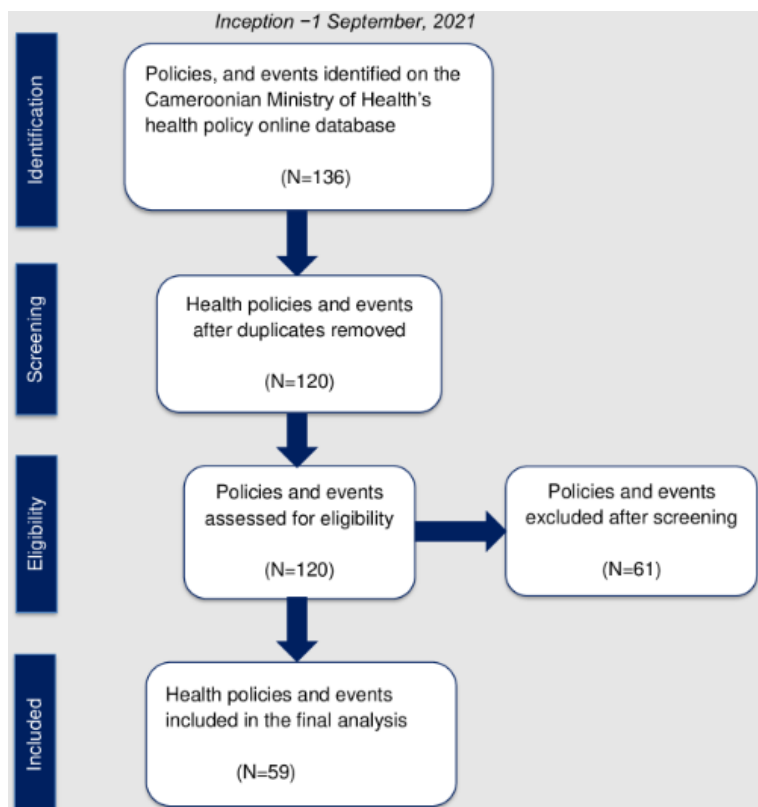 Inception −1 September, 2021
Identification
Policies, and events identified on the
Cameroonian Ministry of Health's
health policy online database
(N=136)
Screening
Health policies and events
after duplicates removed
(N=120)
Eligibility
Policies and events
assessed for eligibility
(N=120)
Policies and events
excluded after screening
(N=61)
Included
Health policies and events
included in the final analysis
(N=59)